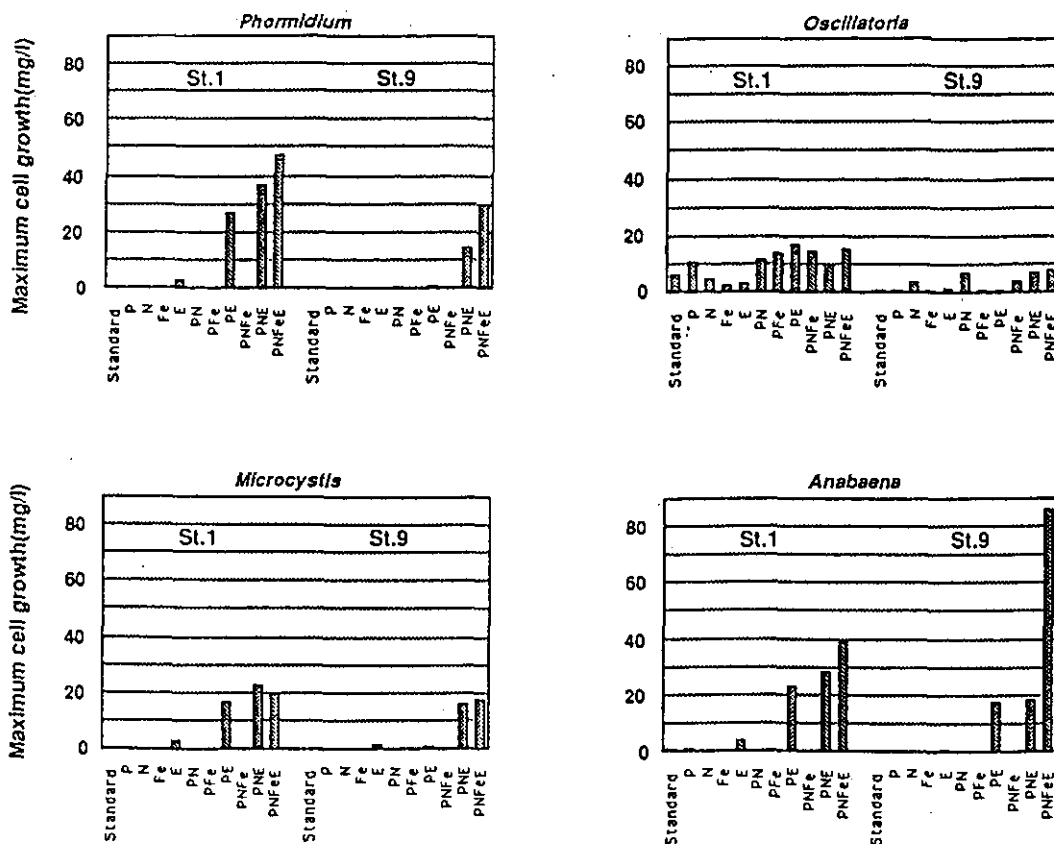 Phormidium
Maximum cell growth(mg/l)
80
60
40
20
0
St.1 St.9
Standard P N Fe E PN PFe PE PNFe PNE PNFeE Standard P N Fe E PN PFe PE PNFe PNE PNFeE
Oscillatoria
80
60
40
20
0
St.1 St.9
Standard P N Fe E PN PFe PE PNFe PNE PNFeE Standard P N Fe E PN PFe PE PNFe PNE PNFeE
Microcystis
Maximum cell growth(mg/l)
80
60
40
20
0
St.1 St.9
Standard P N Fe E PN PFe PE PNFe PNE PNFeE Standard P N Fe E PN PFe PE PNFe PNE PNFeE
Anabaena
80
60
40
20
0
St.1 St.9
Standard P N Fe E PN PFe PE PNFe PNE PNFeE Standard P N Fe E PN PFe PE PNFe PNE PNFeE